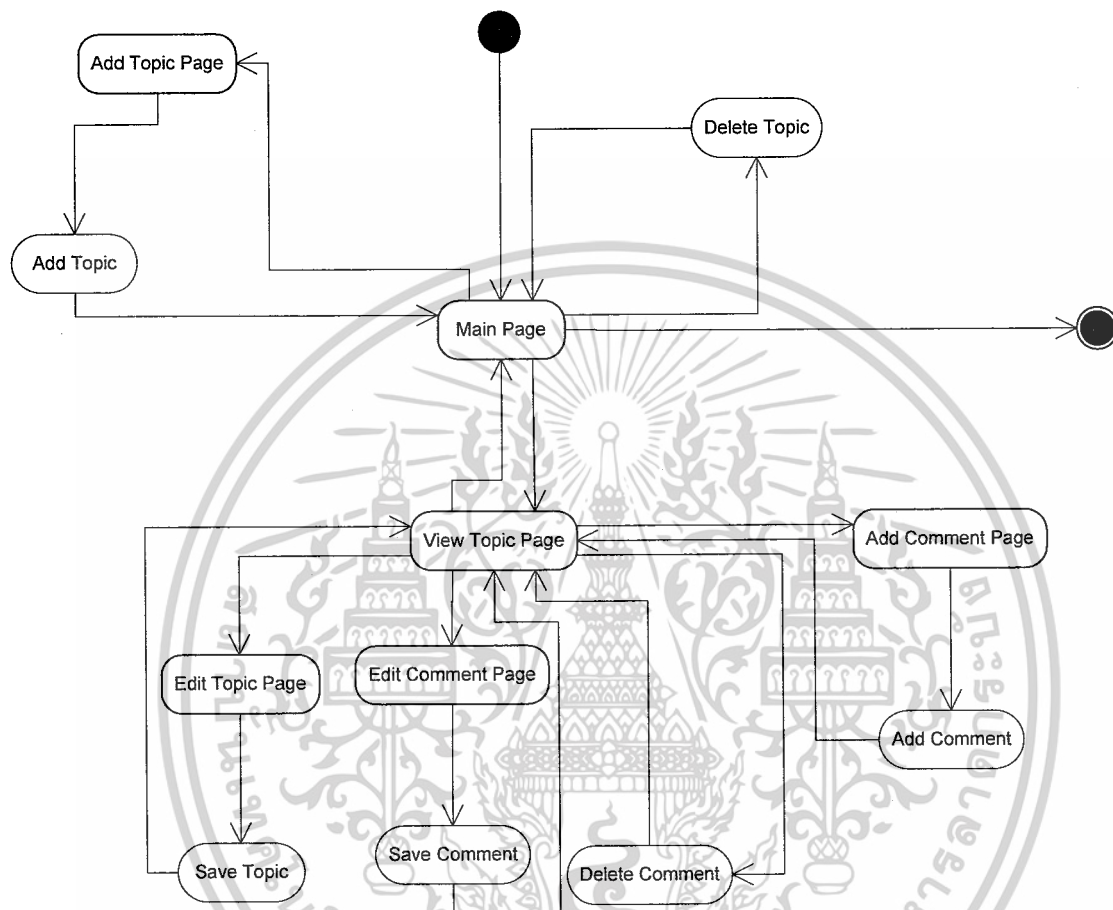 Add Topic Page
Delete Topic
Add Topic
Main Page
View Topic Page
Add Comment Page
Edit Topic Page
Edit Comment Page
Add Comment
Save Topic
Save Comment
Delete Comment